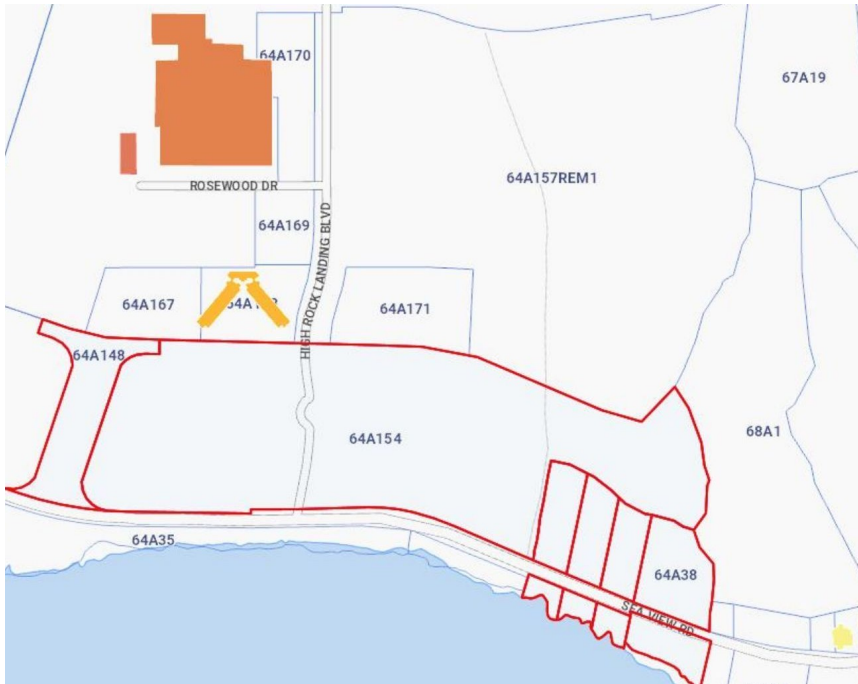 64A170
67A19
64A157REM1
ROSEWOOD DR
64A169
HIGH ROCK LANDING BLVD
64A167
64A171
64A148
64A154
68A1
64A35
64A38
SEA VIEW RD